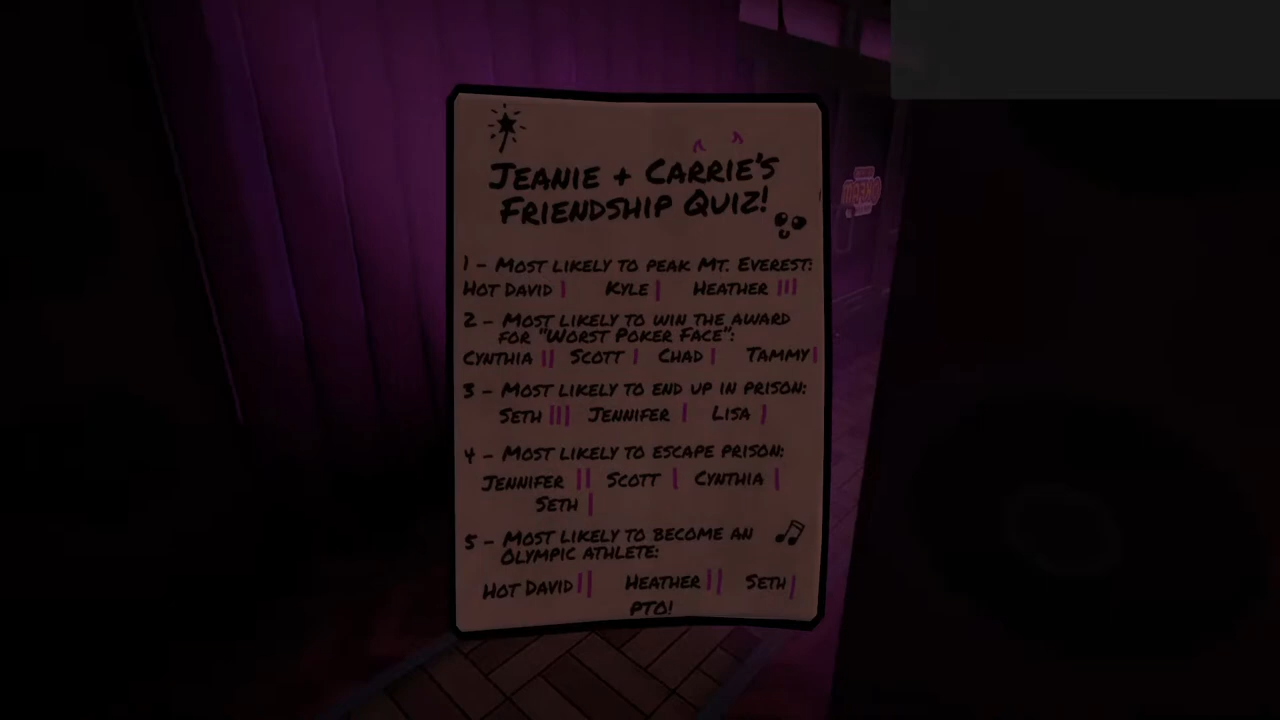 JEANIE + CARRIE'S
FRIENDSHIP QUIZ!
1 - MOST LIKELY TO PEAK MT. EVEREST:
HOT DAVID | KYLE | HEATHER |||
2 - MOST LIKELY TO WIN THE AWARD
FOR "WORST POKER FACE":
CYNTHIA || SCOTT | CHAD | TAMMY |
3 - MOST LIKELY TO END UP IN PRISON:
SETH ||| JENNIFER | LISA |
4 - MOST LIKELY TO ESCAPE PRISON:
JENNIFER || SCOTT | CYNTHIA |
SETH |
5 - MOST LIKELY TO BECOME AN
OLYMPIC ATHLETE:
HOT DAVID || HEATHER || SETH |
PTO!